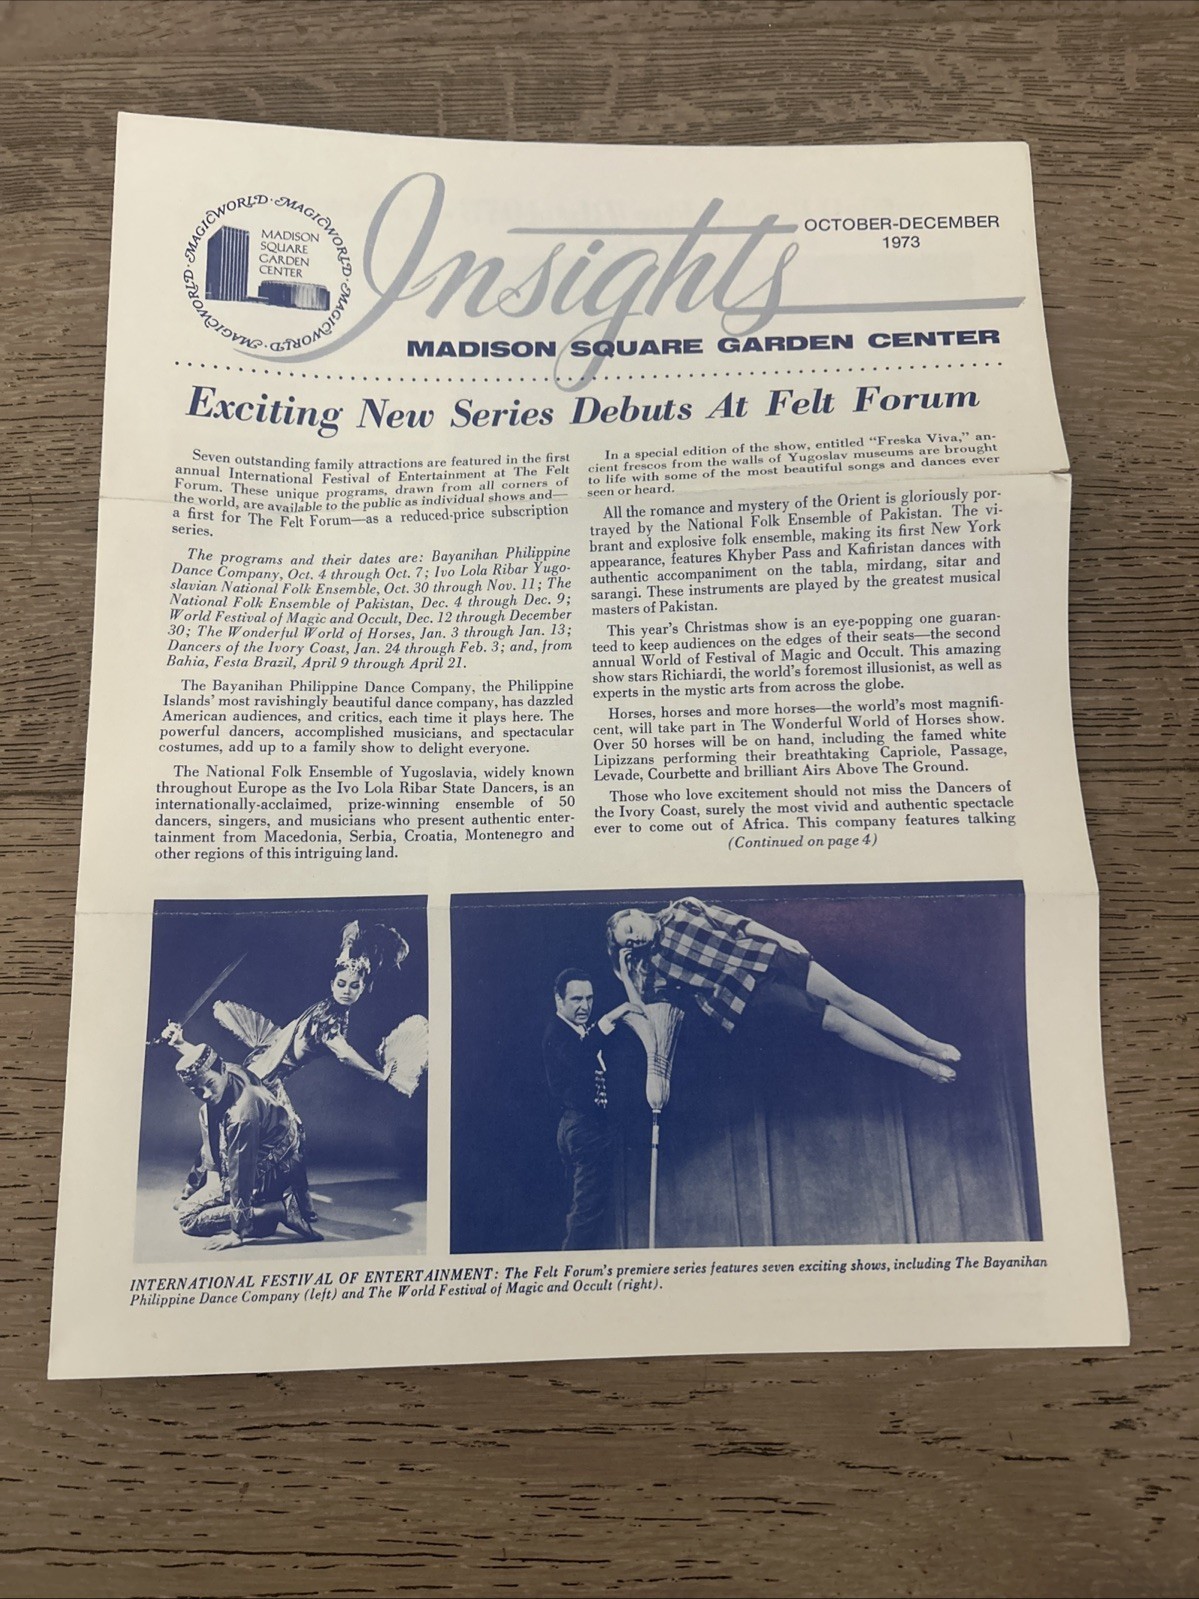 MAGICWORLD · MAGICWORLD · MAGICWORLD · MAGICWORLD ·
MADISON
SQUARE
GARDEN
CENTER
Insights
OCTOBER-DECEMBER
1973
MADISON SQUARE GARDEN CENTER
Exciting New Series Debuts At Felt Forum
Seven outstanding family attractions are featured in the first
annual International Festival of Entertainment at The Felt
Forum. These unique programs, drawn from all corners of
the world, are available to the public as individual shows and—
a first for The Felt Forum—as a reduced-price subscription
series.
The programs and their dates are: Bayanihan Philippine
Dance Company, Oct. 4 through Oct. 7; Ivo Lola Ribar Yugo-
slavian National Folk Ensemble, Oct. 30 through Nov. 11; The
National Folk Ensemble of Pakistan, Dec. 4 through Dec. 9;
World Festival of Magic and Occult, Dec. 12 through December
30; The Wonderful World of Horses, Jan. 3 through Jan. 13;
Dancers of the Ivory Coast, Jan. 24 through Feb. 3; and, from
Bahia, Festa Brazil, April 9 through April 21.
The Bayanihan Philippine Dance Company, the Philippine
Islands' most ravishingly beautiful dance company, has dazzled
American audiences, and critics, each time it plays here. The
powerful dancers, accomplished musicians, and spectacular
costumes, add up to a family show to delight everyone.
The National Folk Ensemble of Yugoslavia, widely known
throughout Europe as the Ivo Lola Ribar State Dancers, is an
internationally-acclaimed, prize-winning ensemble of 50
dancers, singers, and musicians who present authentic enter-
tainment from Macedonia, Serbia, Croatia, Montenegro and
other regions of this intriguing land.
In a special edition of the show, entitled "Freska Viva," an-
cient frescos from the walls of Yugoslav museums are brought
to life with some of the most beautiful songs and dances ever
seen or heard.
All the romance and mystery of the Orient is gloriously por-
trayed by the National Folk Ensemble of Pakistan. The vi-
brant and explosive folk ensemble, making its first New York
appearance, features Khyber Pass and Kafiristan dances with
authentic accompaniment on the tabla, mirdang, sitar and
sarangi. These instruments are played by the greatest musical
masters of Pakistan.
This year's Christmas show is an eye-popping one guaran-
teed to keep audiences on the edges of their seats—the second
annual World of Festival of Magic and Occult. This amazing
show stars Richiardi, the world's foremost illusionist, as well as
experts in the mystic arts from across the globe.
Horses, horses and more horses—the world's most magnifi-
cent, will take part in The Wonderful World of Horses show.
Over 50 horses will be on hand, including the famed white
Lipizzans performing their breathtaking Capriole, Passage,
Levade, Courbette and brilliant Airs Above The Ground.
Those who love excitement should not miss the Dancers of
the Ivory Coast, surely the most vivid and authentic spectacle
ever to come out of Africa. This company features talking
(Continued on page 4)
INTERNATIONAL FESTIVAL OF ENTERTAINMENT: The Felt Forum's premiere series features seven exciting shows, including The Bayanihan
Philippine Dance Company (left) and The World Festival of Magic and Occult (right).